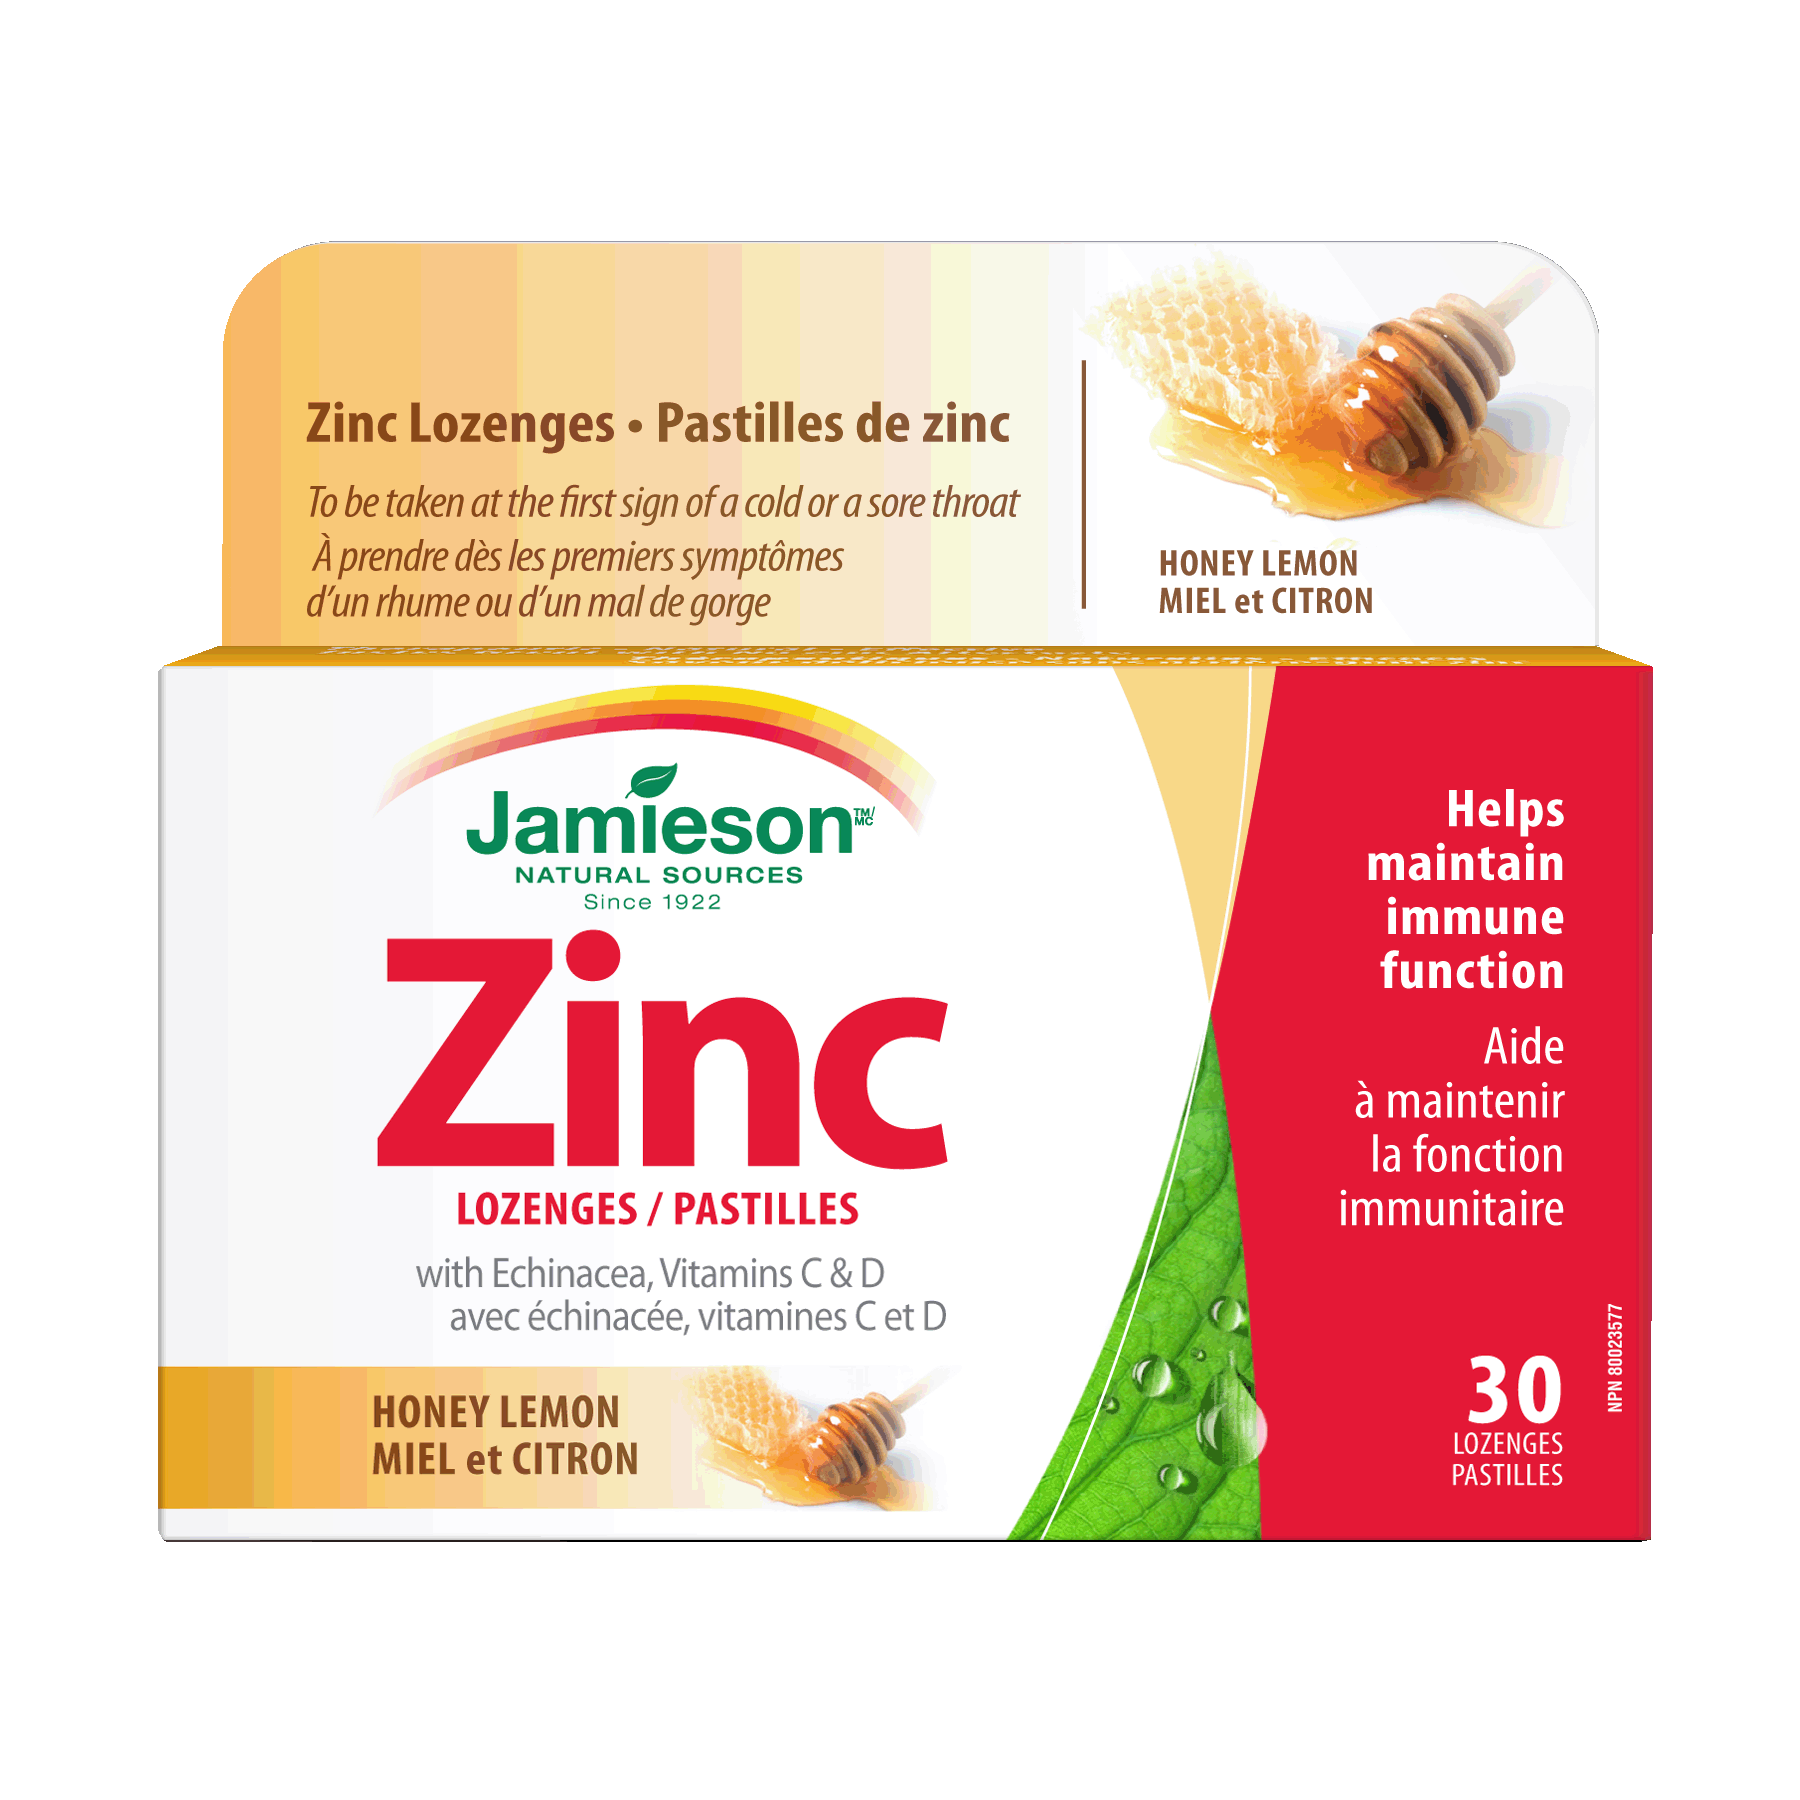 Zinc Lozenges • Pastilles de zinc
To be taken at the first sign of a cold or a sore throat
À prendre dès les premiers symptômes
d'un rhume ou d'un mal de gorge
HONEY LEMON
MIEL et CITRON
Jamieson TM/MC
NATURAL SOURCES
Since 1922
Zinc
LOZENGES / PASTILLES
with Echinacea, Vitamins C & D
avec échinacée, vitamines C et D
HONEY LEMON
MIEL et CITRON
Helps
maintain
immune
function
Aide
à maintenir
la fonction
immunitaire
30
LOZENGES
PASTILLES
NPN 80023577